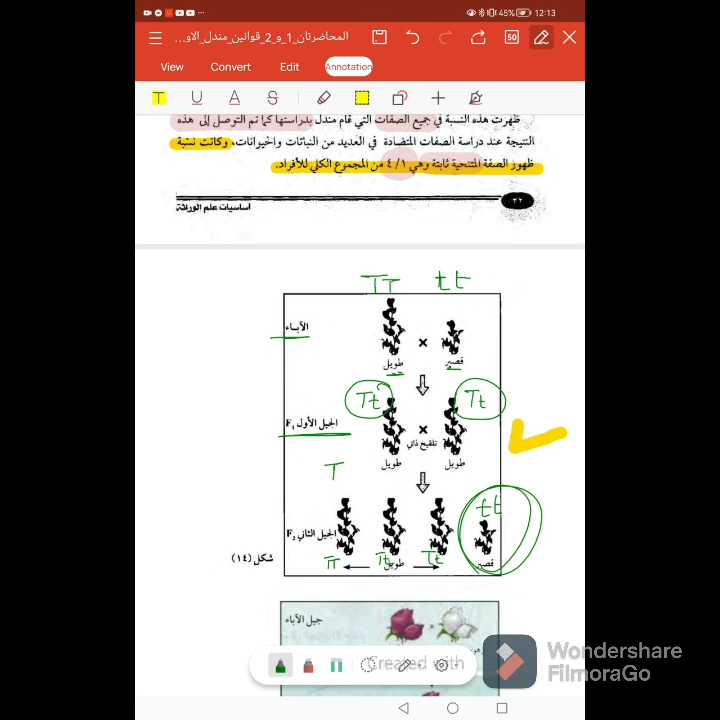 45% 12:13
المحاضرتان_1_و_2_قوانين_مندل_الاو...
50
View Convert Edit Annotation
T U A S
ظهرت هذه النسبة في جميع الصفات التي قام مندل بدراستها كما تم التوصل إلى هذه
النتيجة عند دراسة الصفات المتضادة في العديد من النباتات والحيوانات، وكانت نسبة
ظهور الصفة المتنحية ثابتة وهي ٤/١ من المجموع الكلي للأفراد.
٣٢
أساسيات علم الوراثة
TT tt
الآباء
×
طويل قصير
Tt Tt
الجيل الأول F₁
×
تلقيح ذاتي
طويل طويل
T
tt
الجيل الثاني F₂
TT Tt Tt
طويل قصير
شكل (١٤)
جيل الآباء
×
Created with
Wondershare
FilmoraGo